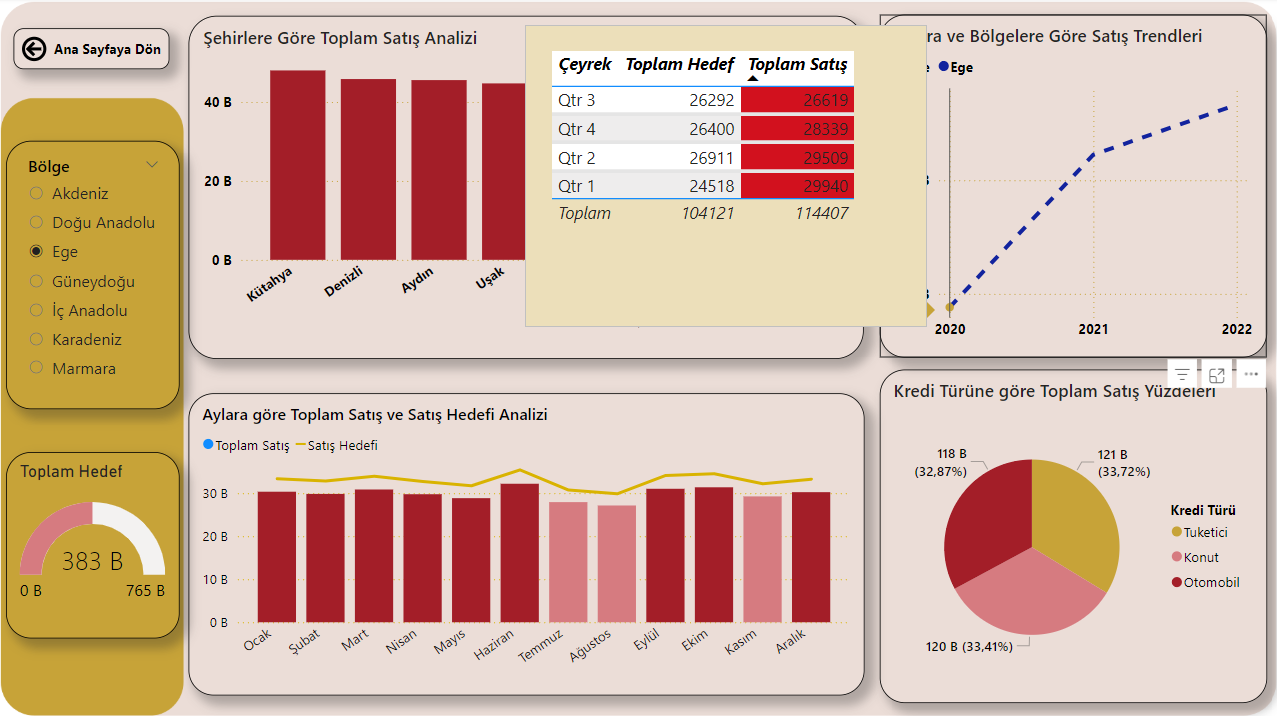 Ana Sayfaya Dön
Bölge
Akdeniz
Doğu Anadolu
Ege
Güneydoğu
İç Anadolu
Karadeniz
Marmara
Toplam Hedef
383 B
0 B
765 B
Şehirlere Göre Toplam Satış Analizi
40 B
20 B
0 B
Kütahya
Denizli
Aydın
Uşak
Çeyrek Toplam Hedef Toplam Satış
Qtr 3 26292 26619
Qtr 4 26400 28339
Qtr 2 26911 29509
Qtr 1 24518 29940
Toplam 104121 114407
ve Bölgelere Göre Satış Trendleri
Ege
2020
2021
2022
Aylara göre Toplam Satış ve Satış Hedefi Analizi
Toplam Satış Satış Hedefi
30 B
20 B
10 B
0 B
Ocak
Şubat
Mart
Nisan
Mayıs
Haziran
Temmuz
Ağustos
Eylül
Ekim
Kasım
Aralık
Kredi Türüne göre Toplam Satış Yüzdeleri
118 B
(32,87%)
121 B
(33,72%)
120 B (33,41%)
Kredi Türü
Tuketici
Konut
Otomobil